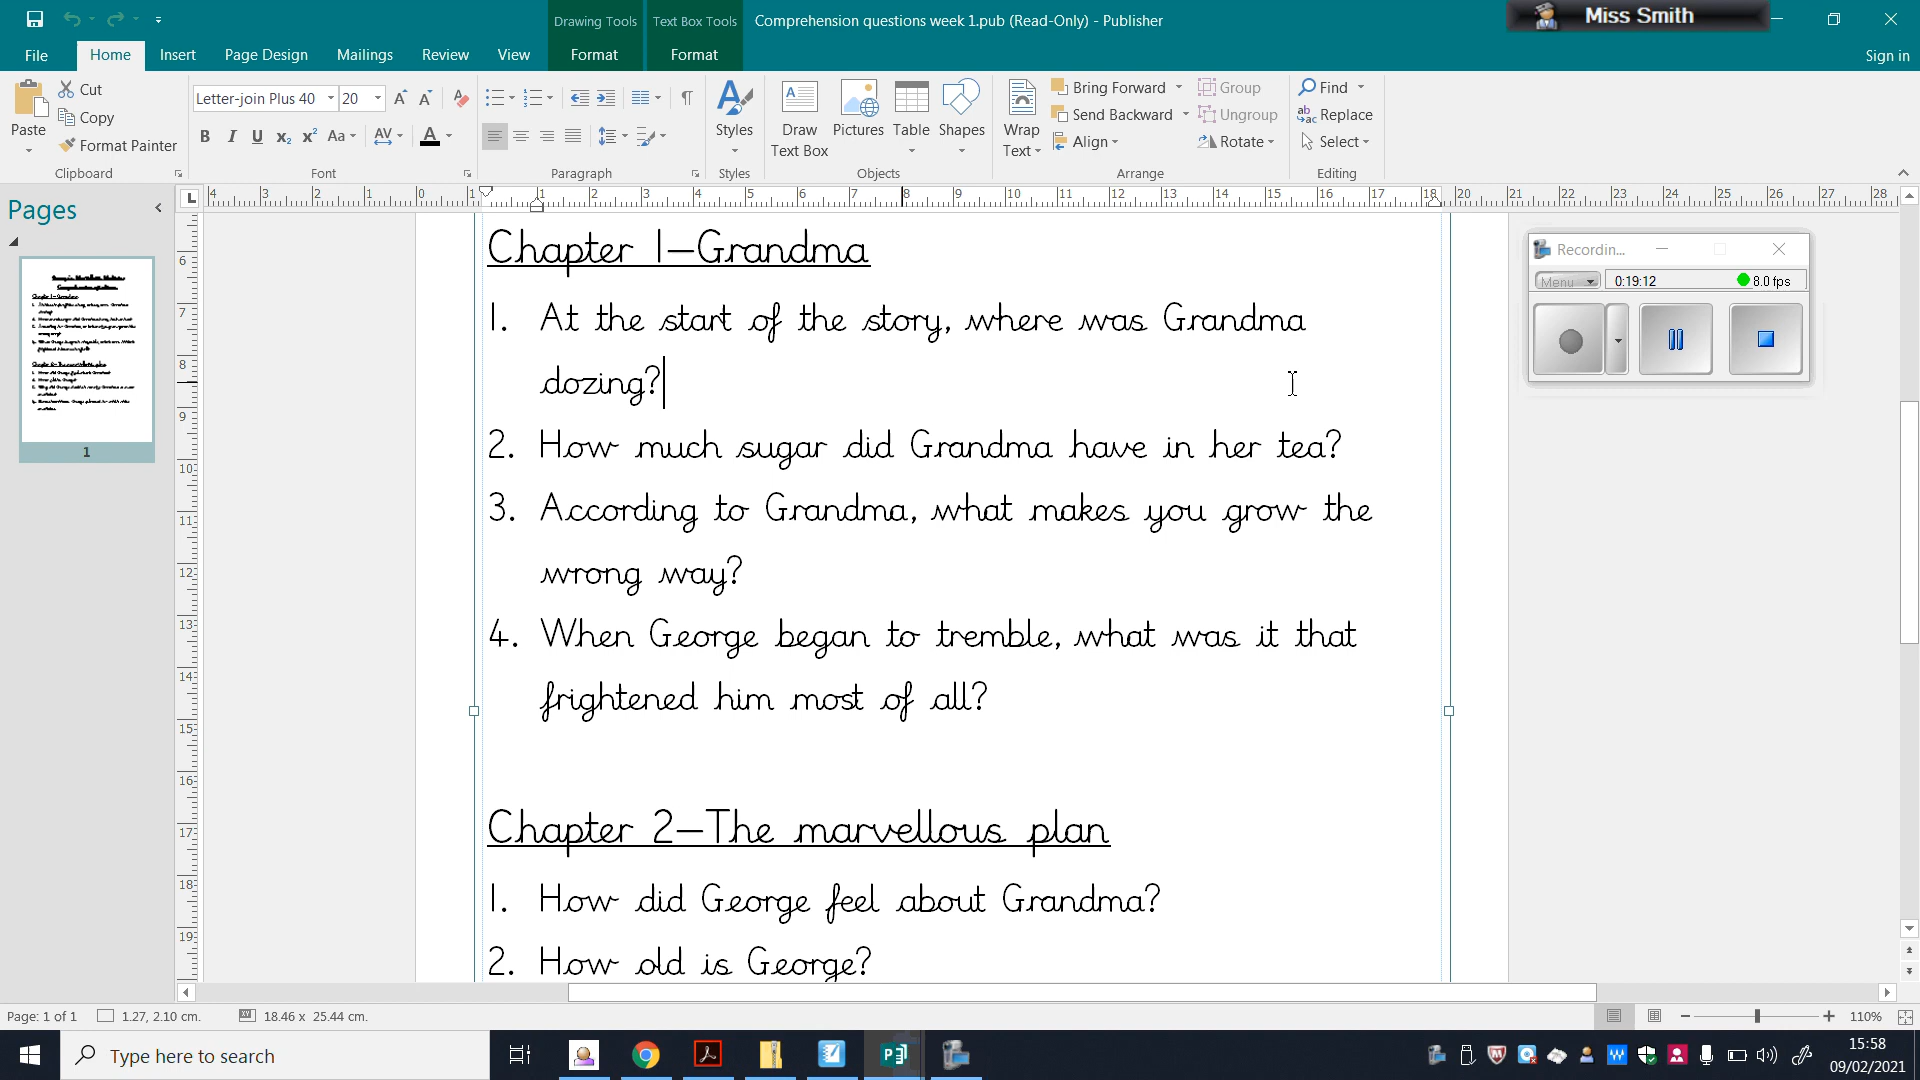 Drawing Tools
Text Box Tools
Comprehension questions week 1.pub (Read-Only) - Publisher
Miss Smith
File
Home
Insert
Page Design
Mailings
Review
View
Format
Format
Sign in
Paste
Cut
Copy
Format Painter
Clipboard
Letter-join Plus 40
20
Font
Paragraph
Styles
Styles
Draw Text Box
Pictures
Table
Shapes
Objects
Wrap Text
Bring Forward
Send Backward
Align
Group
Ungroup
Rotate
Arrange
Find
Replace
Select
Editing
Pages
1
Recordin...
Menu
0:19:12
8.0 fps
Chapter 1—Grandma
1. At the start of the story, where was Grandma
dozing?
2. How much sugar did Grandma have in her tea?
3. According to Grandma, what makes you grow the
wrong way?
4. When George began to tremble, what was it that
frightened him most of all?
Chapter 2—The marvellous plan
1. How did George feel about Grandma?
2. How old is George?
Page: 1 of 1
1.27, 2.10 cm.
18.46 x 25.44 cm.
110%
Type here to search
15:58
09/02/2021